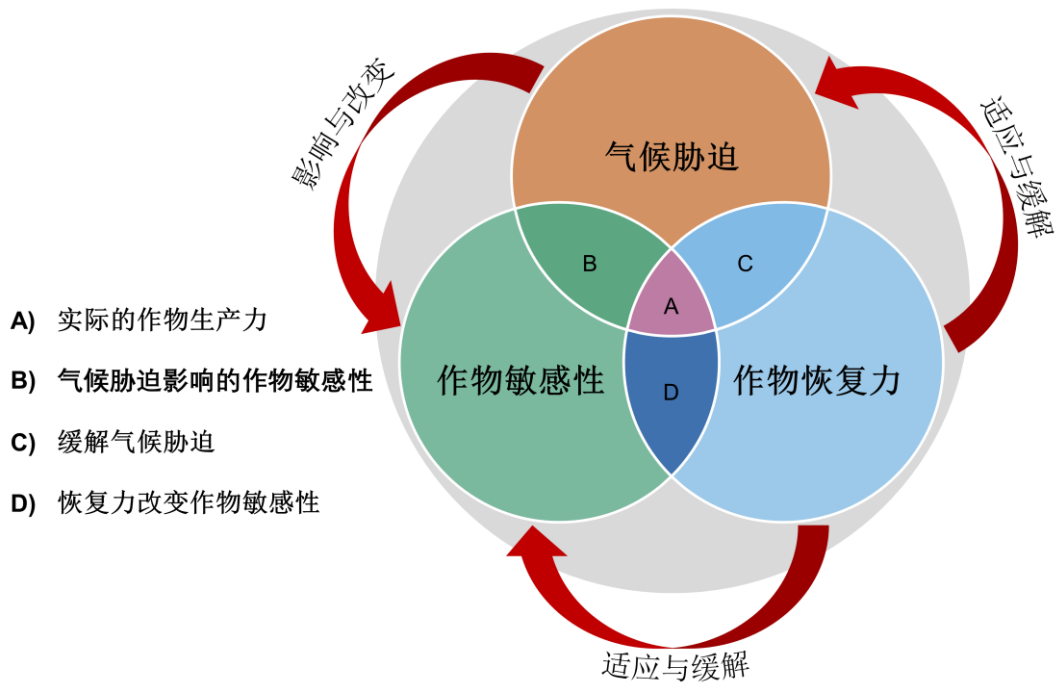 影响与改变
适应与缓解
气候胁迫
B
C
A
A) 实际的作物生产力
B) 气候胁迫影响的作物敏感性
作物敏感性
D
作物恢复力
C) 缓解气候胁迫
D) 恢复力改变作物敏感性
适应与缓解